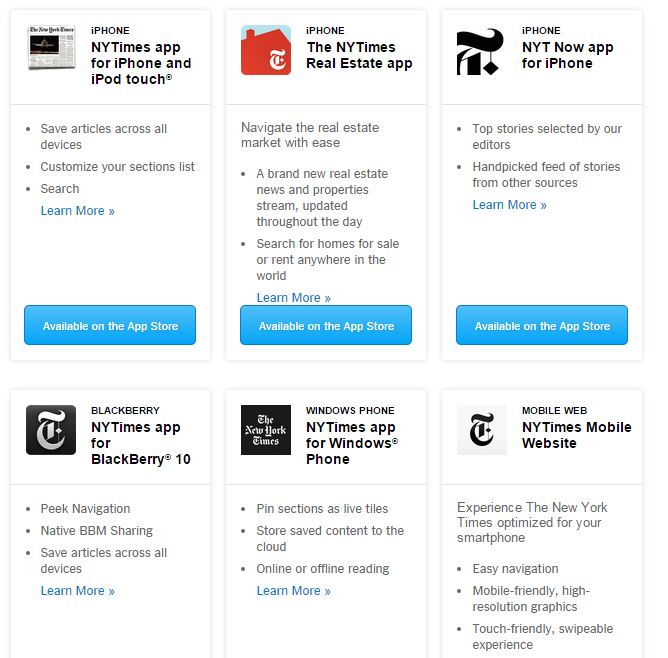 The New York Times
iPHONE
NYTimes app
for iPhone and
iPod touch®
Save articles across all
devices
Customize your sections list
Search
Learn More »
Available on the App Store
iPHONE
The NYTimes
Real Estate app
Navigate the real estate
market with ease
A brand new real estate
news and properties
stream, updated
throughout the day
Search for homes for sale
or rent anywhere in the
world
Learn More »
Available on the App Store
iPHONE
NYT Now app
for iPhone
Top stories selected by our
editors
Handpicked feed of stories
from other sources
Learn More »
Available on the App Store
BLACKBERRY
NYTimes app
for
BlackBerry® 10
Peek Navigation
Native BBM Sharing
Save articles across all
devices
Learn More »
The
New York
Times
WINDOWS PHONE
NYTimes app
for Windows®
Phone
Pin sections as live tiles
Store saved content to the
cloud
Online or offline reading
Learn More »
MOBILE WEB
NYTimes Mobile
Website
Experience The New York
Times optimized for your
smartphone
Easy navigation
Mobile-friendly, high-
resolution graphics
Touch-friendly, swipeable
experience